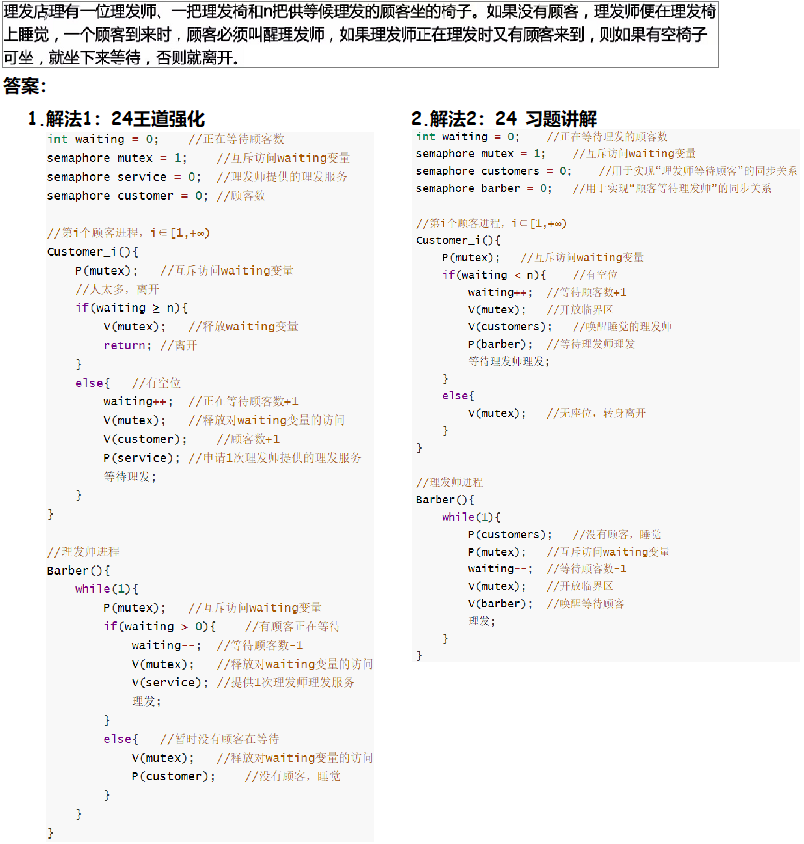 理发店理有一位理发师、一把理发椅和n把供等候理发的顾客坐的椅子。如果没有顾客，理发师便在理发椅
上睡觉，一个顾客到来时，顾客必须叫醒理发师，如果理发师正在理发时又有顾客来到，则如果有空椅子
可坐，就坐下来等待，否则就离开。
答案：
1.解法1：24王道强化
int waiting = 0; //正在等待顾客数
semaphore mutex = 1; //互斥访问waiting变量
semaphore service = 0; //理发师提供的理发服务
semaphore customer = 0; //顾客数
//第i个顾客进程，i∈[1,+∞)
Customer_i(){
P(mutex); //互斥访问waiting变量
//人太多，离开
if(waiting ≥ n){
V(mutex); //释放waiting变量
return; //离开
}
else{ //有空位
waiting++; //正在等待顾客数+1
V(mutex); //释放对waiting变量的访问
V(customer); //顾客数+1
P(service); //申请1次理发师提供的理发服务
等待理发;
}
}
//理发师进程
Barber(){
while(1){
P(mutex); //互斥访问waiting变量
if(waiting > 0){ //有顾客正在等待
waiting--; //等待顾客数-1
V(mutex); //释放对waiting变量的访问
V(service); //提供1次理发师理发服务
理发;
}
else{ //暂时没有顾客在等待
V(mutex); //释放对waiting变量的访问
P(customer); //没有顾客，睡觉
}
}
}
2.解法2：24 习题讲解
int waiting = 0; //正在等待理发的顾客数
semaphore mutex = 1; //互斥访问waiting变量
semaphore customers = 0; //用于实现“理发师等待顾客”的同步关系
semaphore barber = 0; //用于实现“顾客等待理发师”的同步关系
//第i个顾客进程，i∈[1,+∞)
Customer_i(){
P(mutex); //互斥访问waiting变量
if(waiting < n){ //有空位
waiting++; //等待顾客数+1
V(mutex); //开放临界区
V(customers); //唤醒睡觉的理发师
P(barber); //等待理发师理发
等待理发师理发;
}
else{
V(mutex); //无座位，转身离开
}
}
//理发师进程
Barber(){
while(1){
P(customers); //没有顾客，睡觉
P(mutex); //互斥访问waiting变量
waiting--; //等待顾客数-1
V(mutex); //开放临界区
V(barber); //唤醒等待顾客
理发;
}
}